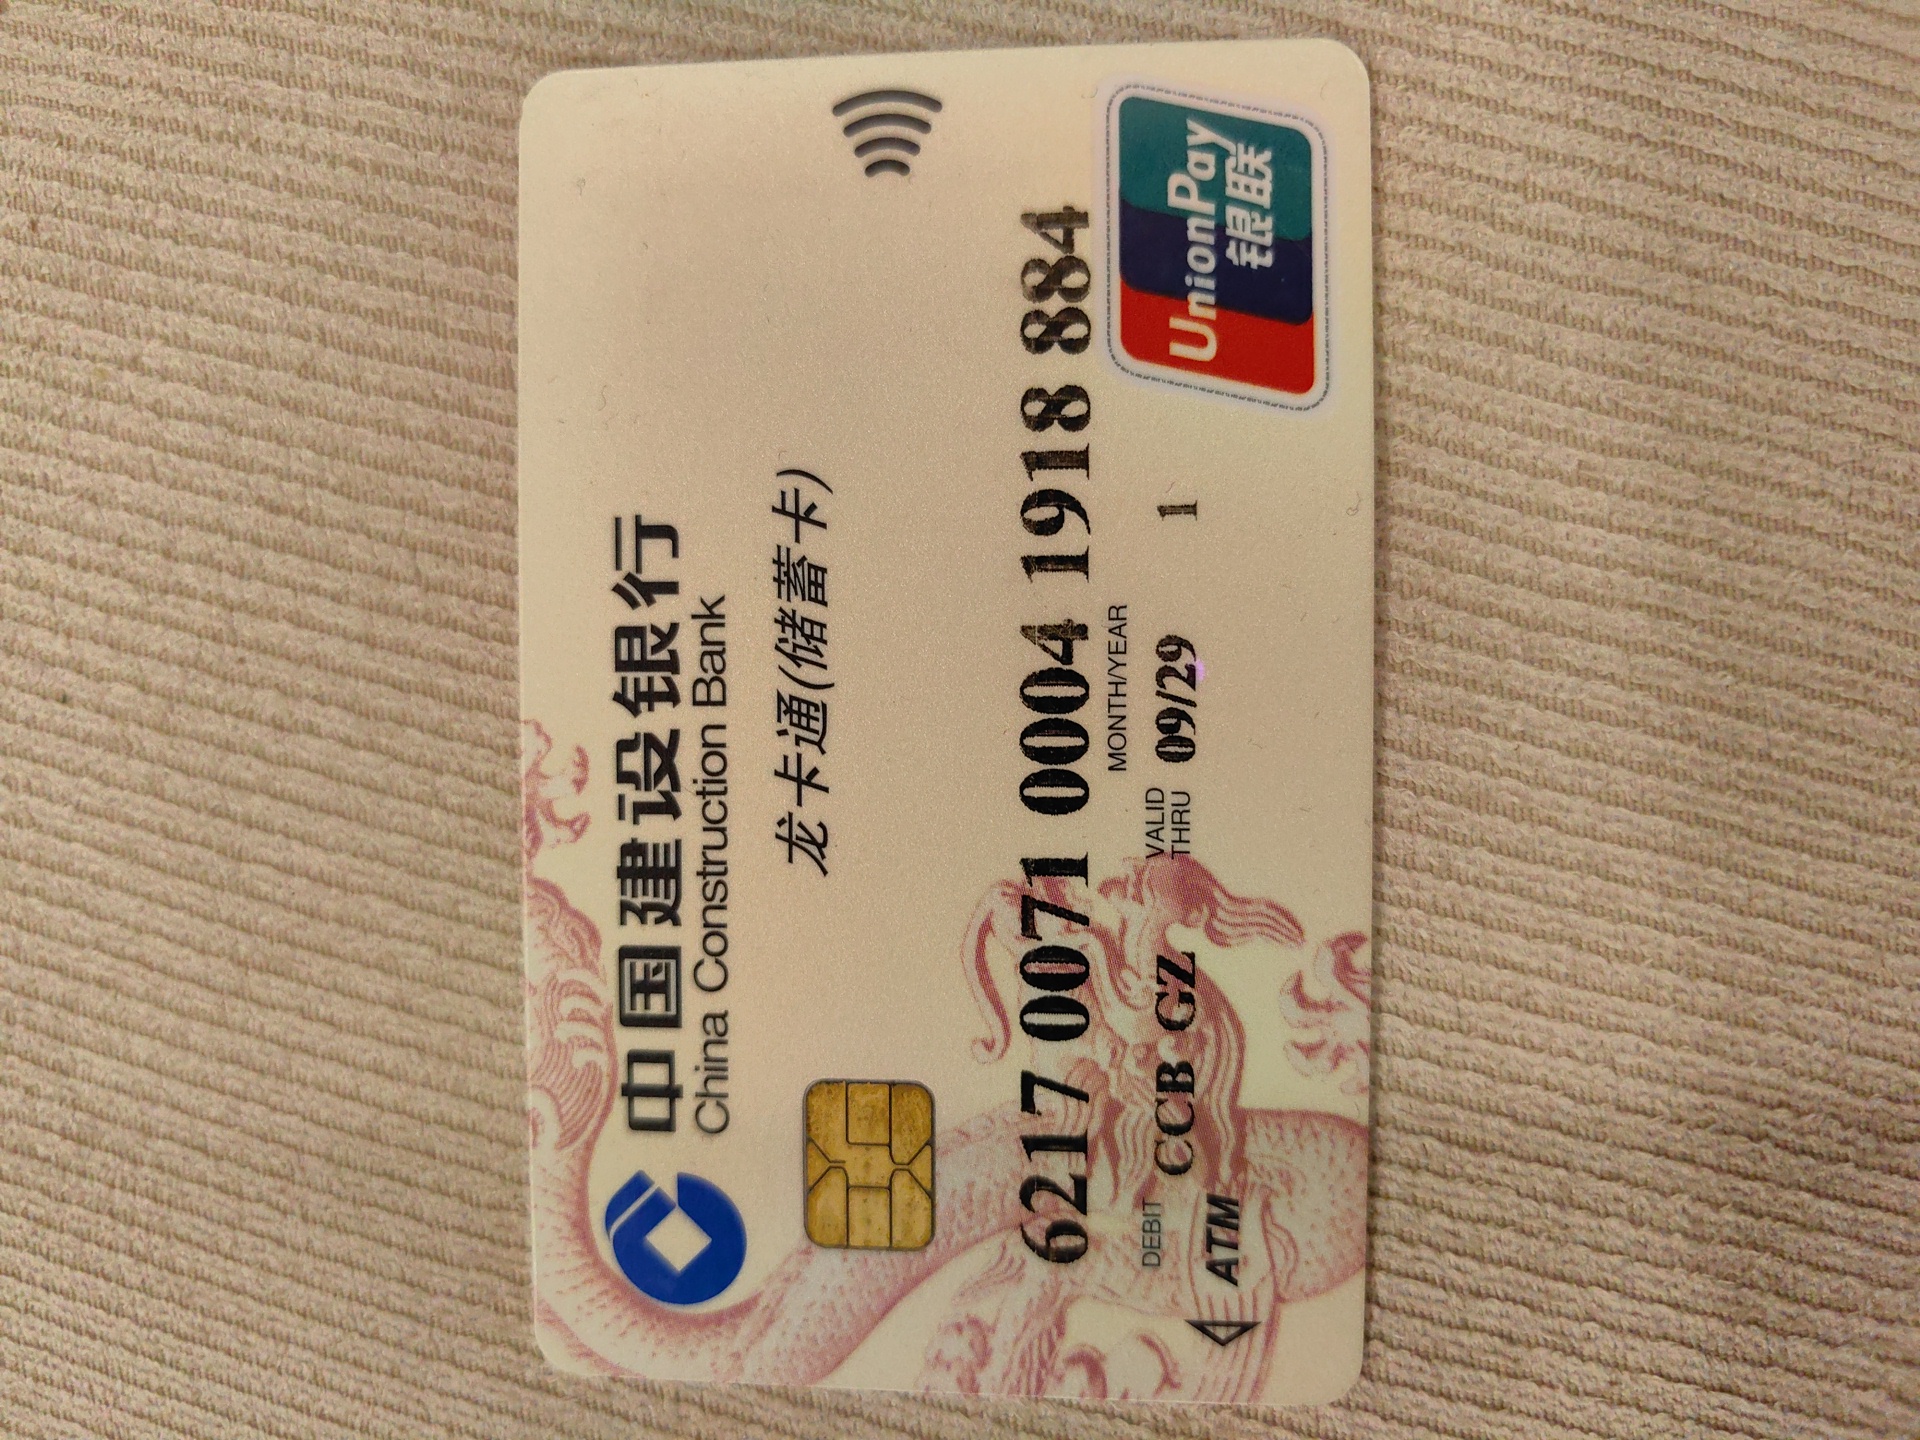 中国建设银行
China Construction Bank
龙卡通(储蓄卡)
6217 0071 0004 1918 884
MONTH/YEAR
DEBIT
CCB GZ
VALID THRU
09/29
1
ATM
UnionPay
银联